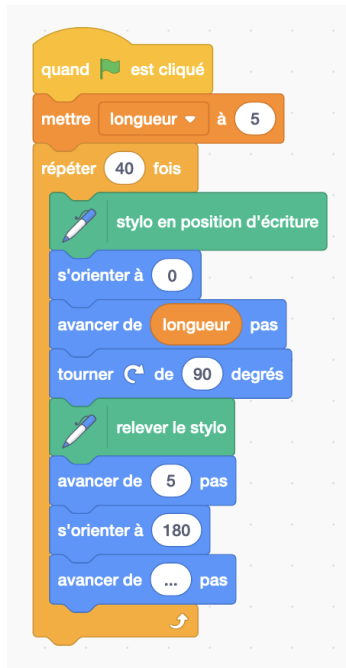 quand est cliqué
mettre longueur à 5
répéter 40 fois
stylo en position d'écriture
s'orienter à 0
avancer de longueur pas
tourner de 90 degrés
relever le stylo
avancer de 5 pas
s'orienter à 180
avancer de ... pas